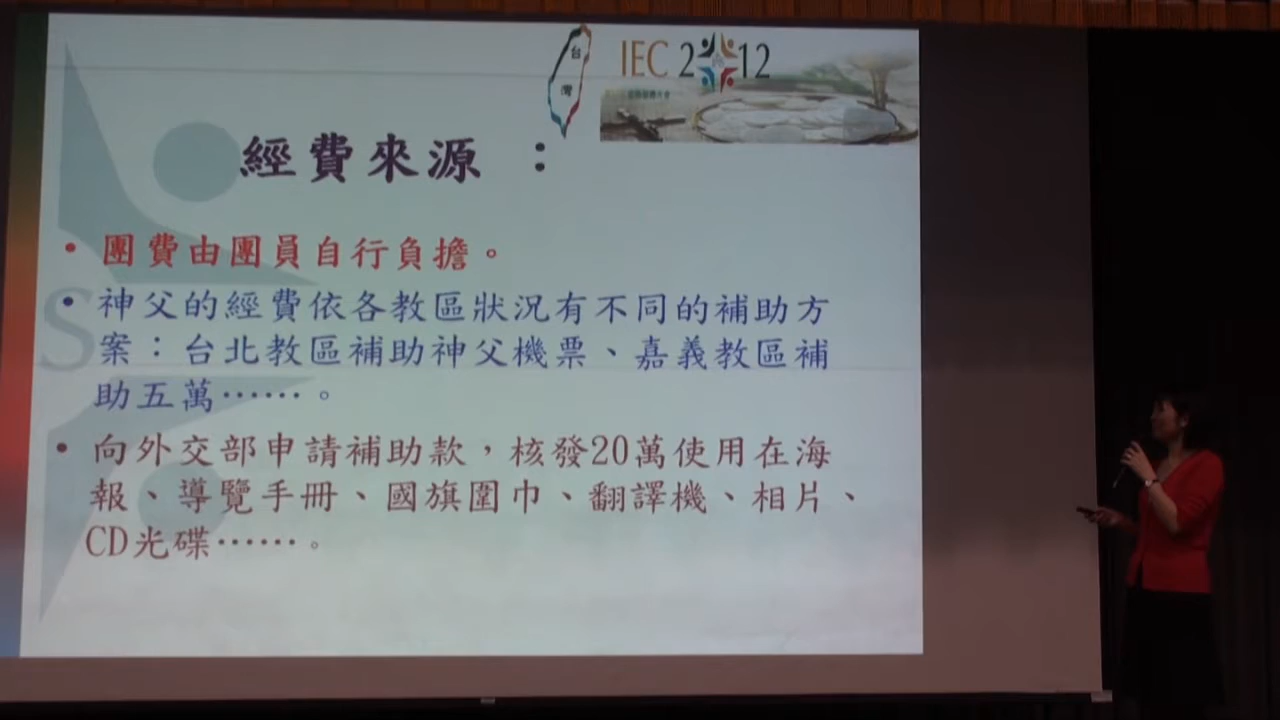 台
灣
IEC 2012
經費來源 ：
• 團費由團員自行負擔。
• 神父的經費依各教區狀況有不同的補助方
案：台北教區補助神父機票、嘉義教區補
助五萬……。
• 向外交部申請補助款，核發20萬使用在海
報、導覽手冊、國旗圍巾、翻譯機、相片、
CD光碟……。